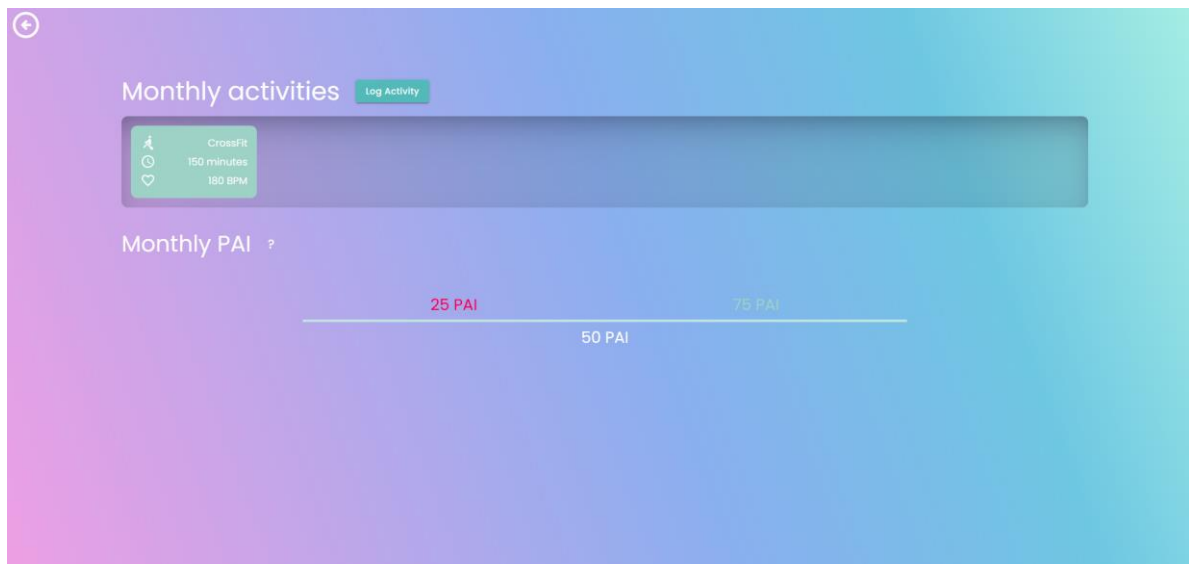 Monthly activities
Log Activity
CrossFit
150 minutes
180 BPM
Monthly PAI ?
25 PAI
75 PAI
50 PAI